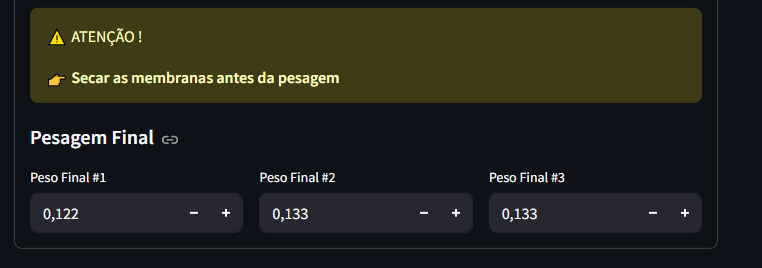 ⚠️ ATENÇÃO !
👉 Secar as membranas antes da pesagem
Pesagem Final
Peso Final #1
Peso Final #2
Peso Final #3
0,122 − +
0,133 − +
0,133 − +